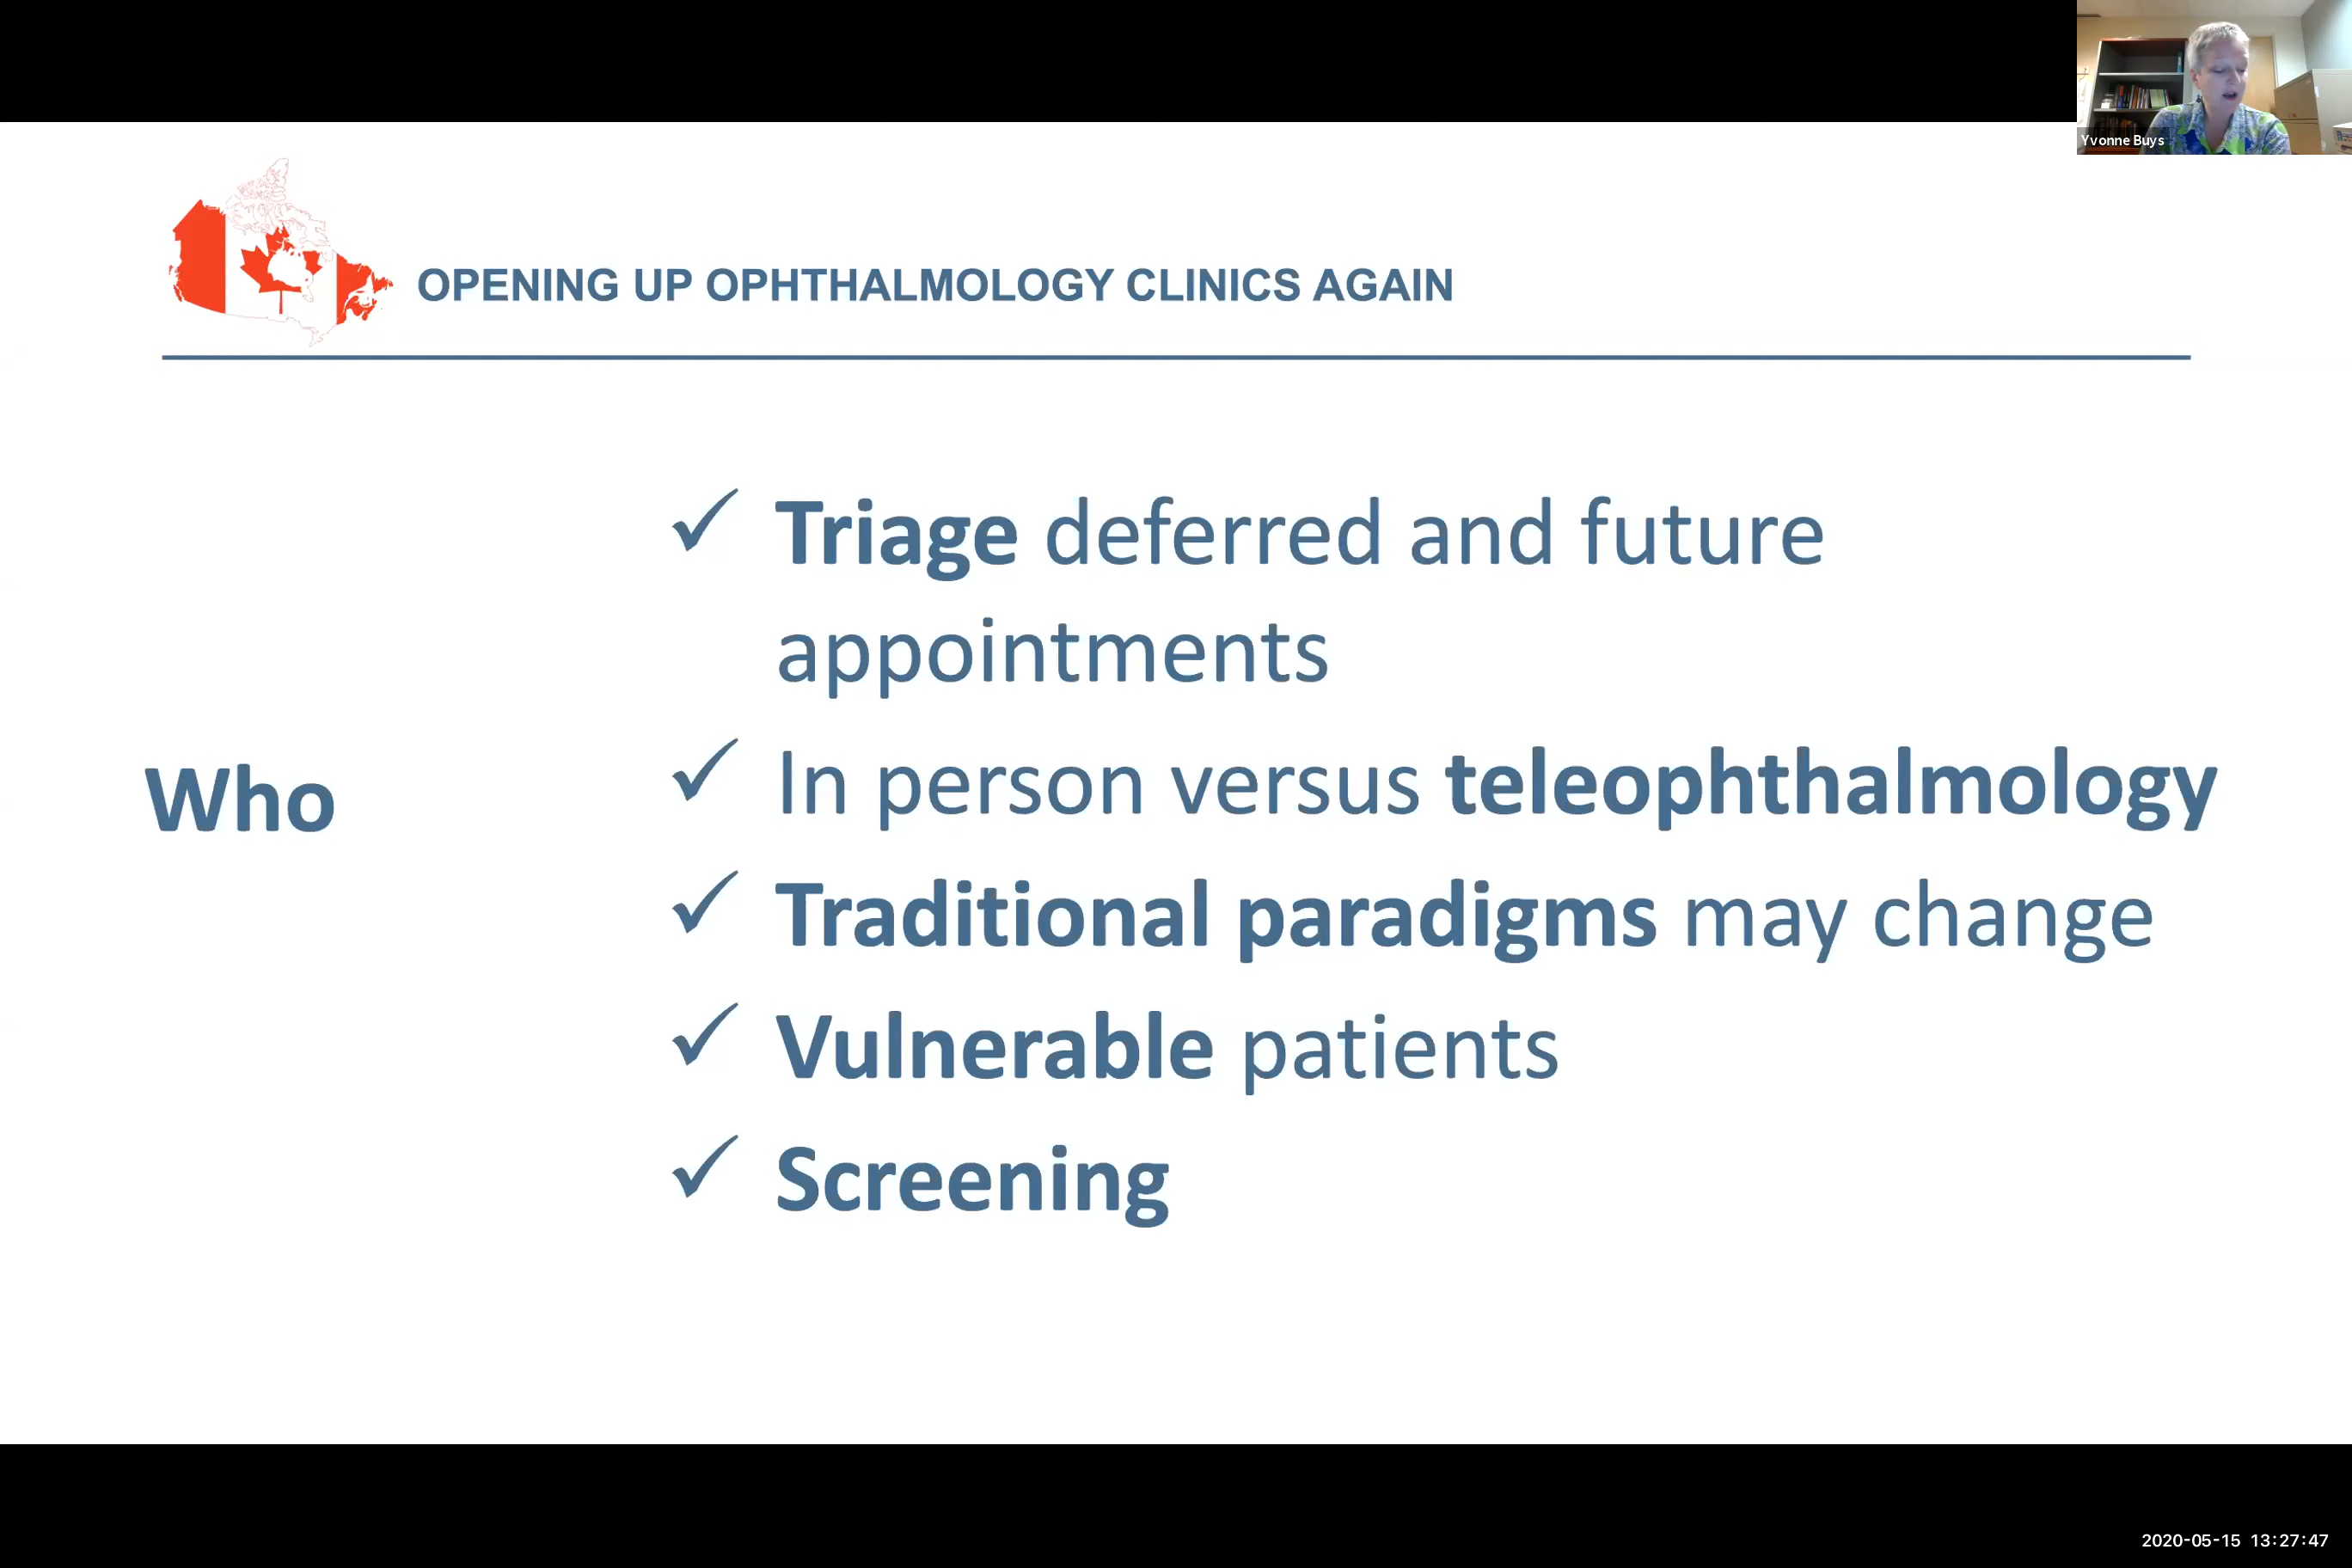 Yvonne Buys
OPENING UP OPHTHALMOLOGY CLINICS AGAIN
Who
✓ Triage deferred and future
appointments
✓ In person versus teleophthalmology
✓ Traditional paradigms may change
✓ Vulnerable patients
✓ Screening
2020-05-15 13:27:47